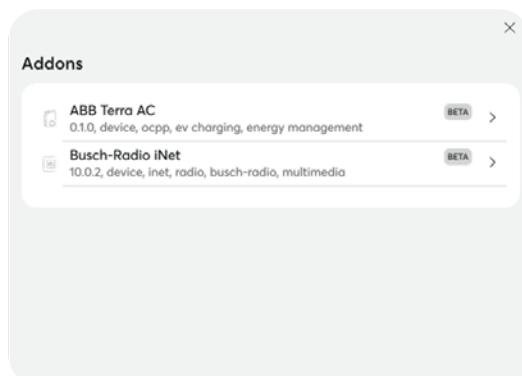 Addons
ABB Terra AC
BETA
0.1.0, device, ocpp, ev charging, energy management
Busch-Radio iNet
BETA
10.0.2, device, inet, radio, busch-radio, multimedia